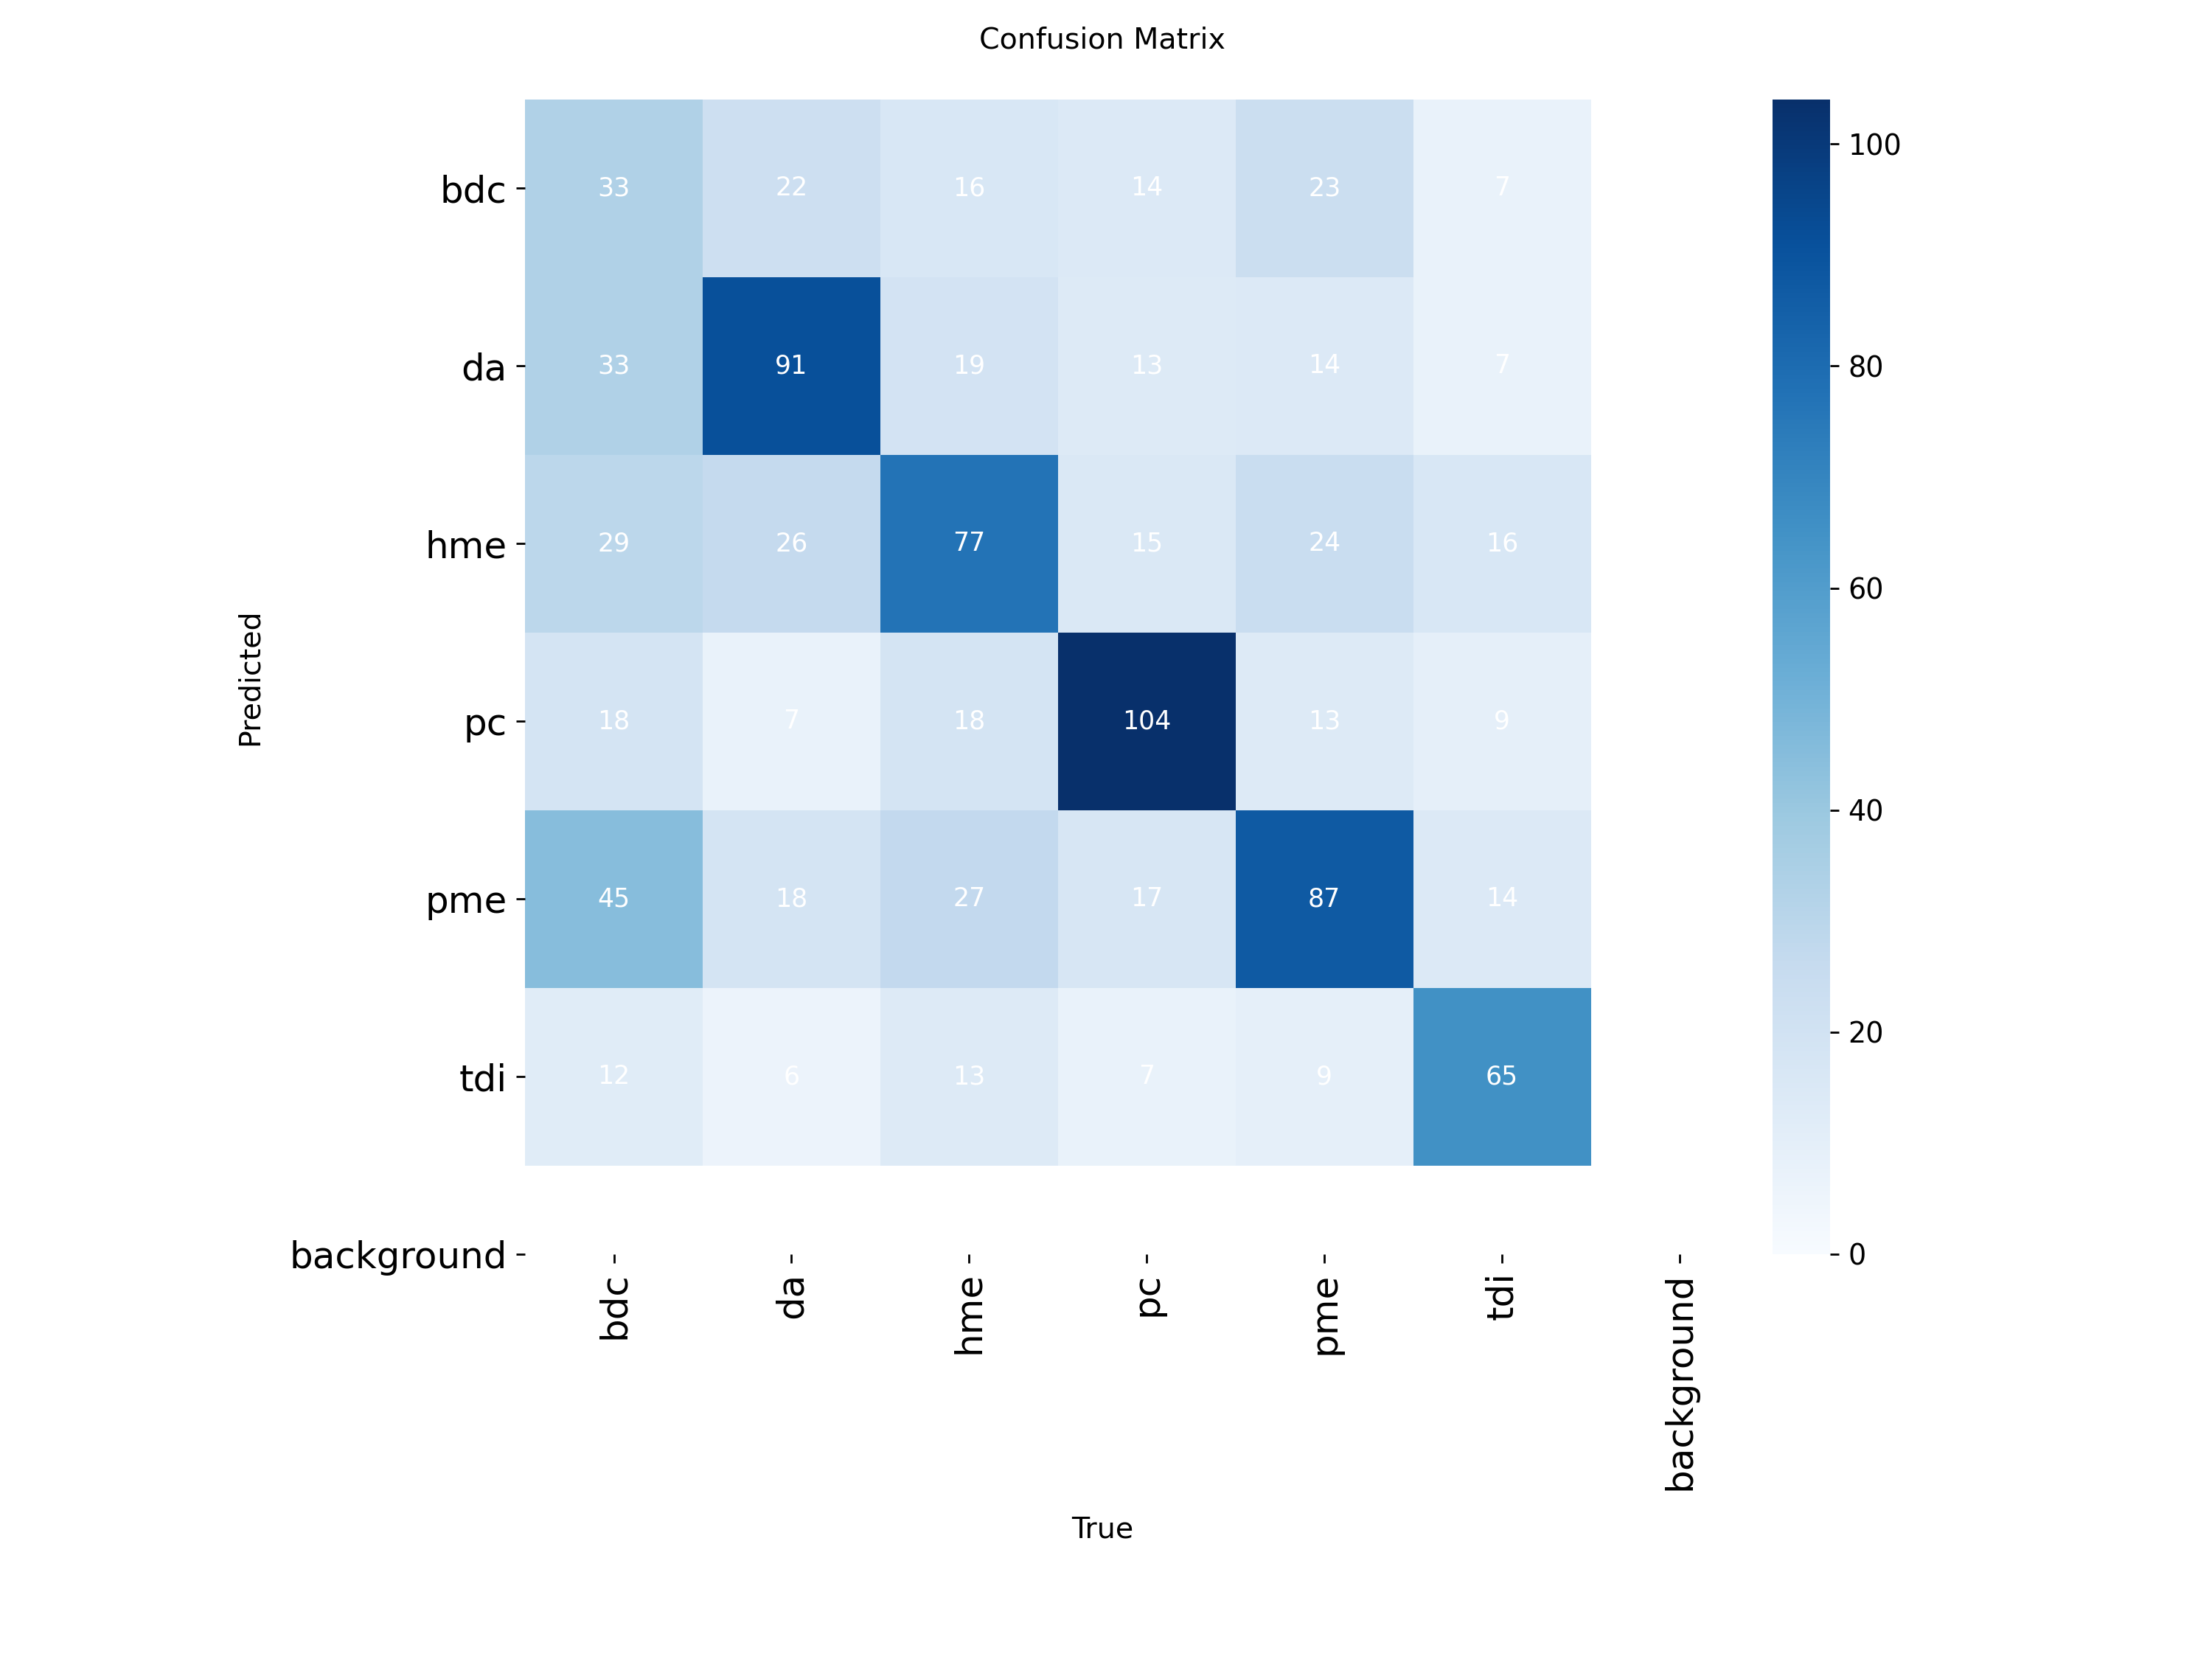 Confusion Matrix
bdc 33 22 16 14 23 7
da 33 91 19 13 14 7
hme 29 26 77 15 24 16
pc 18 7 18 104 13 9
pme 45 18 27 17 87 14
tdi 12 6 13 7 9 65
background
bdc da hme pc pme tdi background
Predicted
True
100
80
60
40
20
0